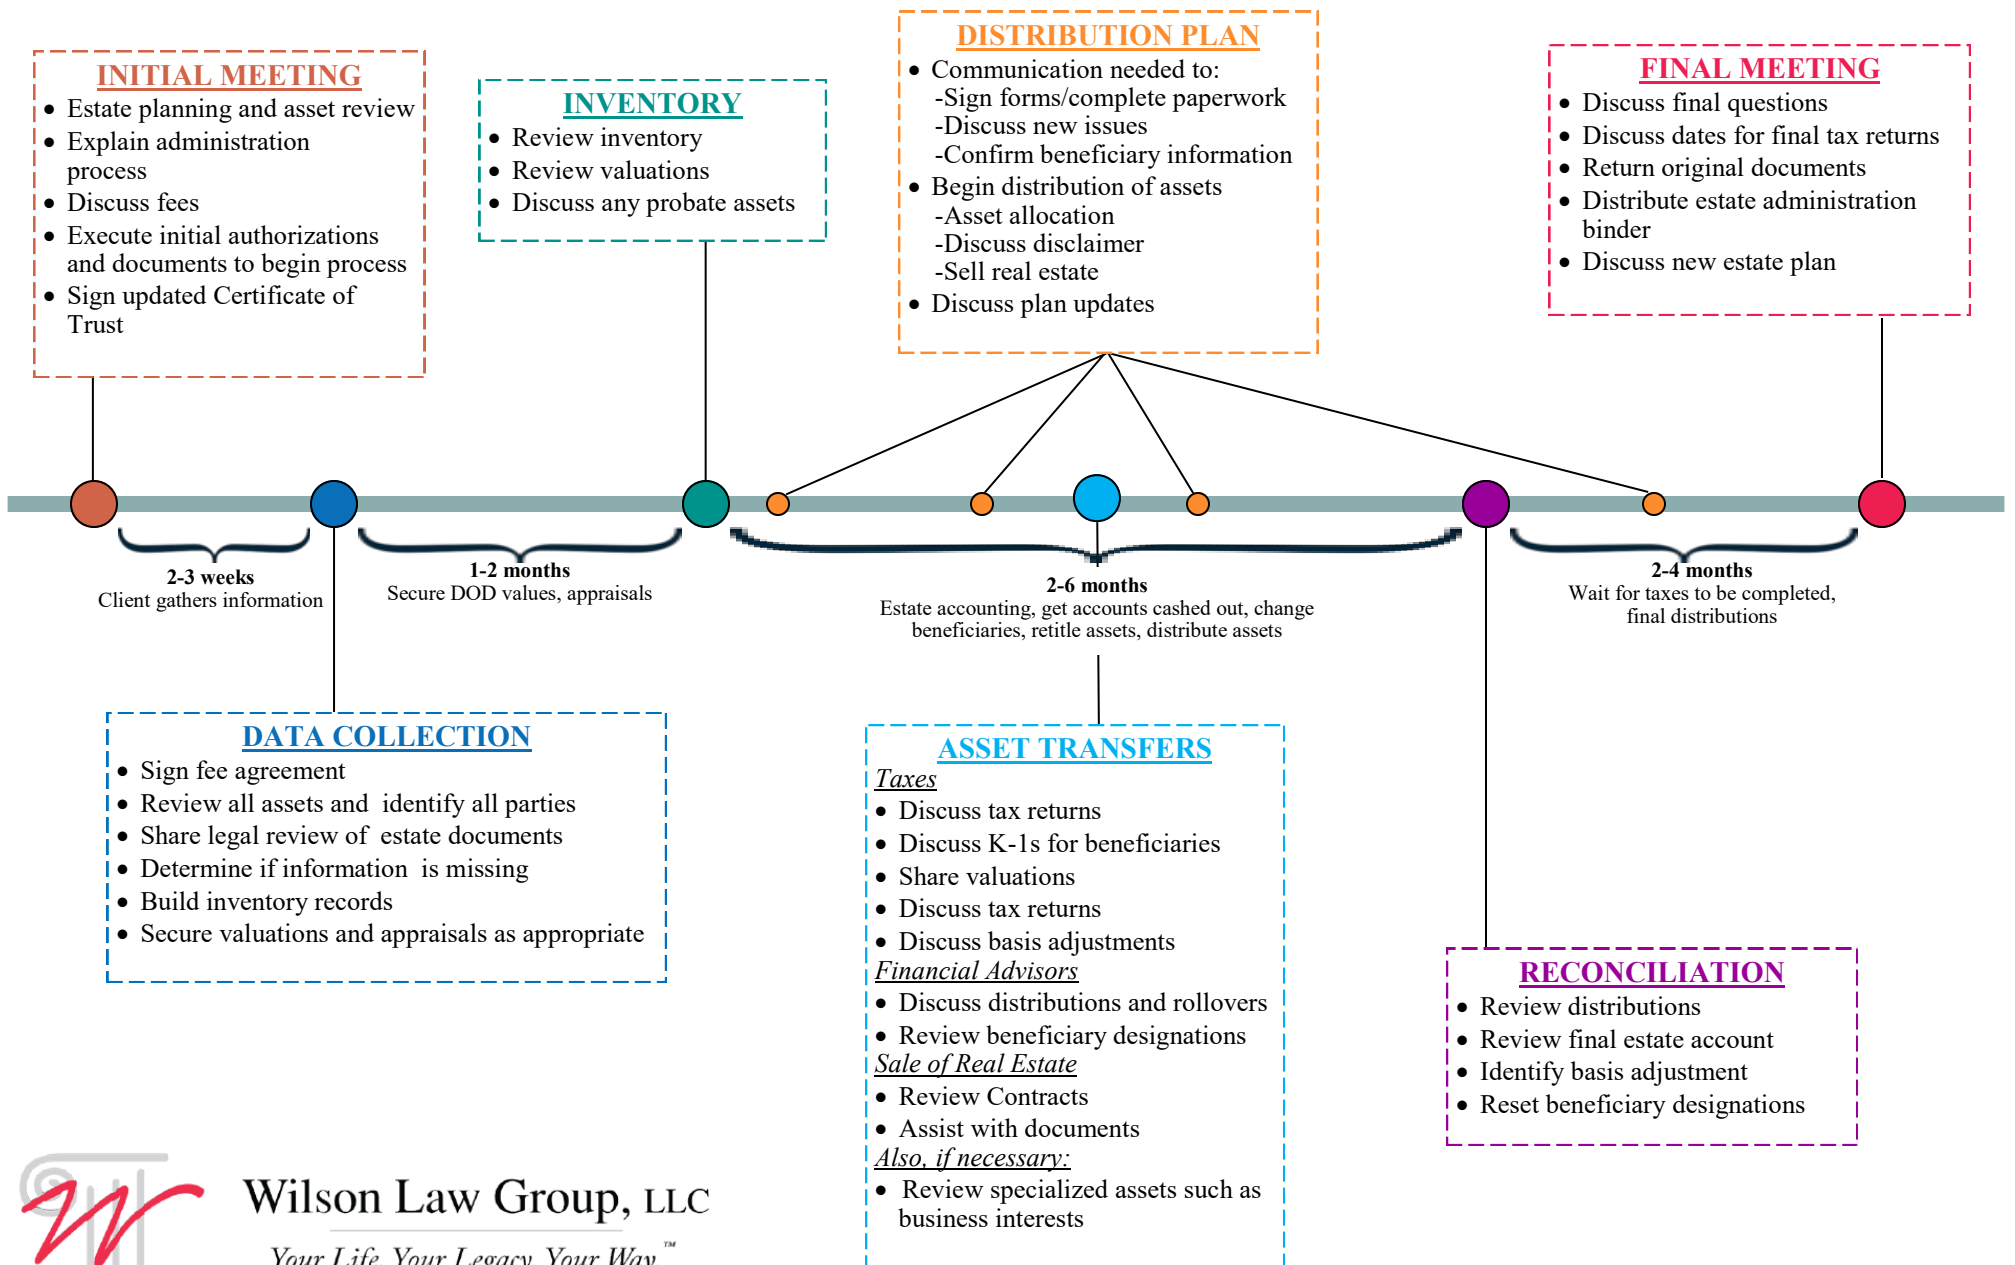 INITIAL MEETING
• Estate planning and asset review
• Explain administration
process
• Discuss fees
• Execute initial authorizations
and documents to begin process
• Sign updated Certificate of
Trust
INVENTORY
• Review inventory
• Review valuations
• Discuss any probate assets
DISTRIBUTION PLAN
• Communication needed to:
-Sign forms/complete paperwork
-Discuss new issues
-Confirm beneficiary information
• Begin distribution of assets
-Asset allocation
-Discuss disclaimer
-Sell real estate
• Discuss plan updates
FINAL MEETING
• Discuss final questions
• Discuss dates for final tax returns
• Return original documents
• Distribute estate administration
binder
• Discuss new estate plan
2-3 weeks
Client gathers information
1-2 months
Secure DOD values, appraisals
2-6 months
Estate accounting, get accounts cashed out, change
beneficiaries, retitle assets, distribute assets
2-4 months
Wait for taxes to be completed,
final distributions
DATA COLLECTION
• Sign fee agreement
• Review all assets and  identify all parties
• Share legal review of  estate documents
• Determine if information  is missing
• Build inventory records
• Secure valuations and appraisals as appropriate
ASSET TRANSFERS
Taxes
• Discuss tax returns
• Discuss K-1s for beneficiaries
• Share valuations
• Discuss tax returns
• Discuss basis adjustments
Financial Advisors
• Discuss distributions and rollovers
• Review beneficiary designations
Sale of Real Estate
• Review Contracts
• Assist with documents
Also, if necessary:
• Review specialized assets such as
business interests
RECONCILIATION
• Review distributions
• Review final estate account
• Identify basis adjustment
• Reset beneficiary designations
W
Wilson Law Group, LLC
Your Life. Your Legacy. Your Way.™